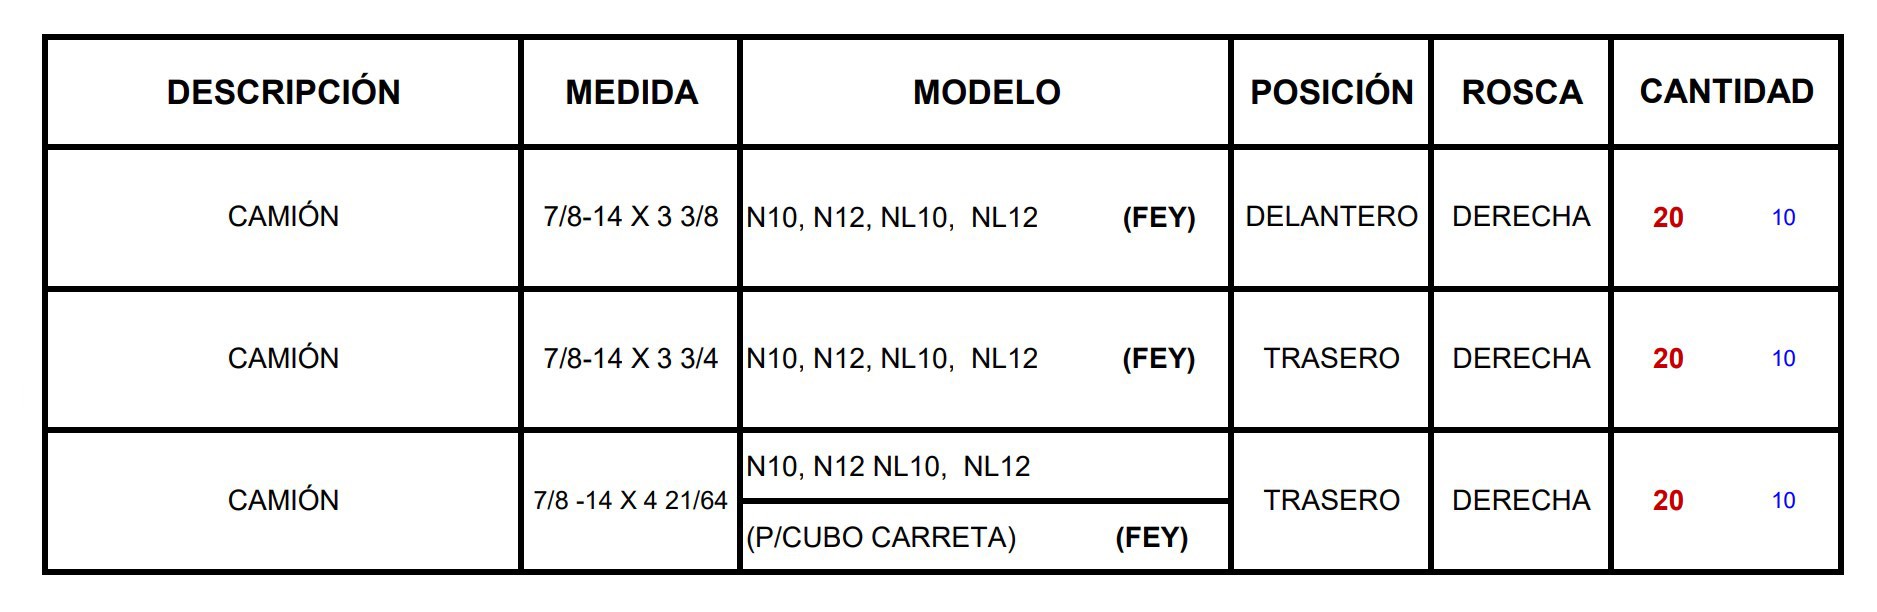 DESCRIPCIÓN MEDIDA MODELO POSICIÓN ROSCA CANTIDAD
CAMIÓN 7/8-14 X 3 3/8 N10, N12, NL10, NL12 (FEY) DELANTERO DERECHA 20 10
CAMIÓN 7/8-14 X 3 3/4 N10, N12, NL10, NL12 (FEY) TRASERO DERECHA 20 10
N10, N12 NL10, NL12
CAMIÓN 7/8 -14 X 4 21/64 TRASERO DERECHA 20 10
(P/CUBO CARRETA) (FEY)